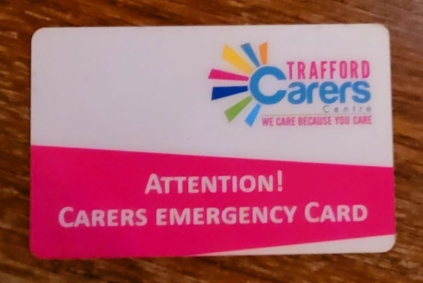 TRAFFORD
Carers
Centre
WE CARE BECAUSE YOU CARE
ATTENTION!
CARERS EMERGENCY CARD